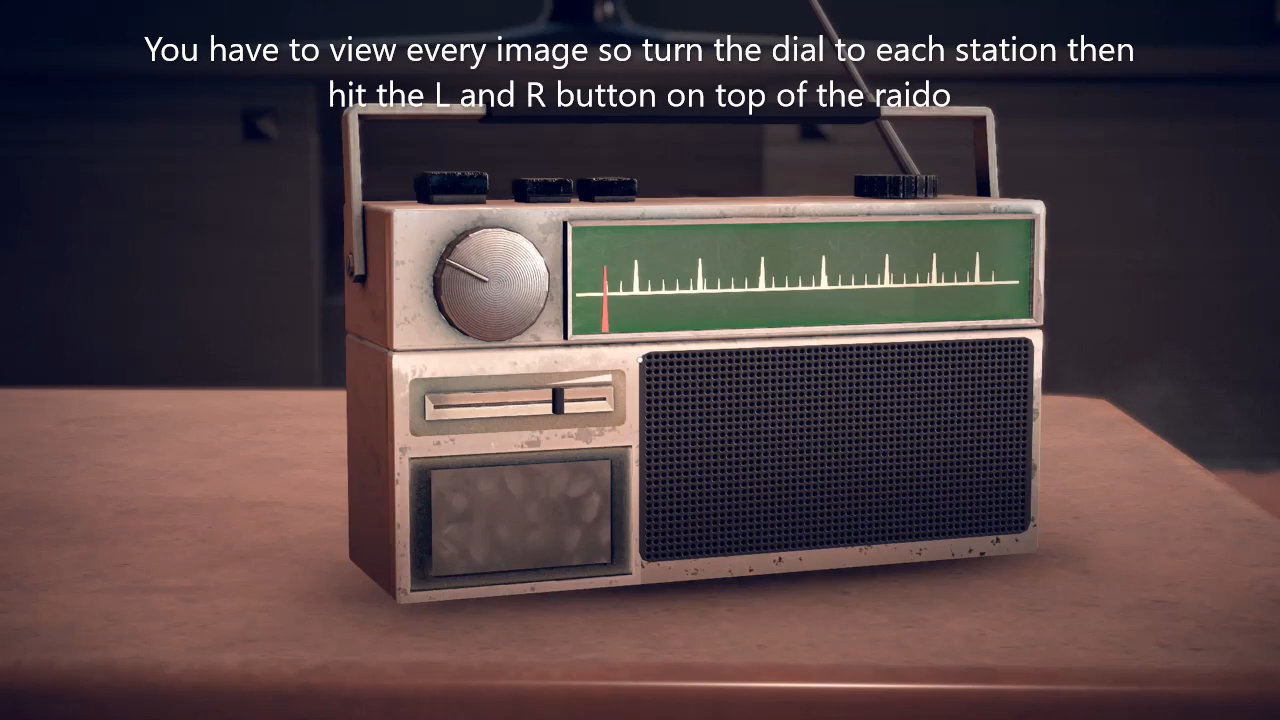 You have to view every image so turn the dial to each station then
hit the L and R button on top of the raido